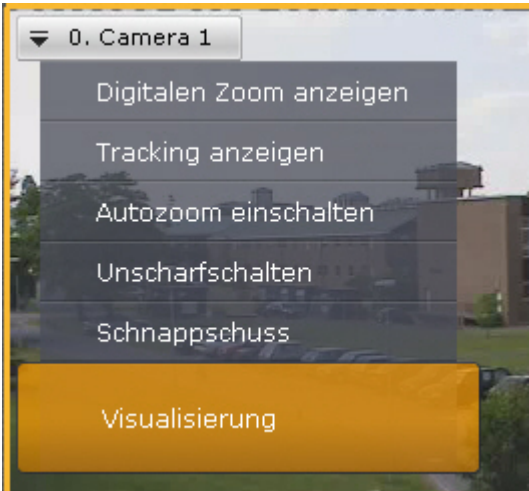 0. Camera 1
Digitalen Zoom anzeigen
Tracking anzeigen
Autozoom einschalten
Unscharfschalten
Schnappschuss
Visualisierung